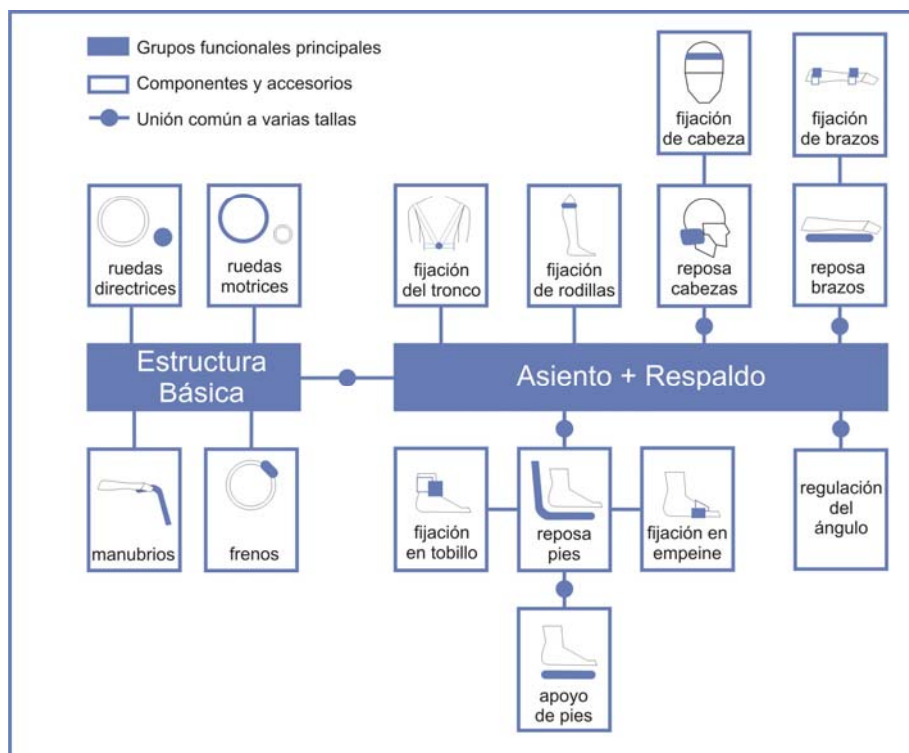 Grupos funcionales principales
Componentes y accesorios
Unión común a varias tallas
fijación
de cabeza
fijación
de brazos
ruedas
directrices
ruedas
motrices
fijación
del tronco
fijación
de rodillas
reposa
cabezas
reposa
brazos
Estructura
Básica
Asiento + Respaldo
manubrios
frenos
fijación
en tobillo
reposa
pies
fijación en
empeine
regulación
del
ángulo
apoyo
de pies